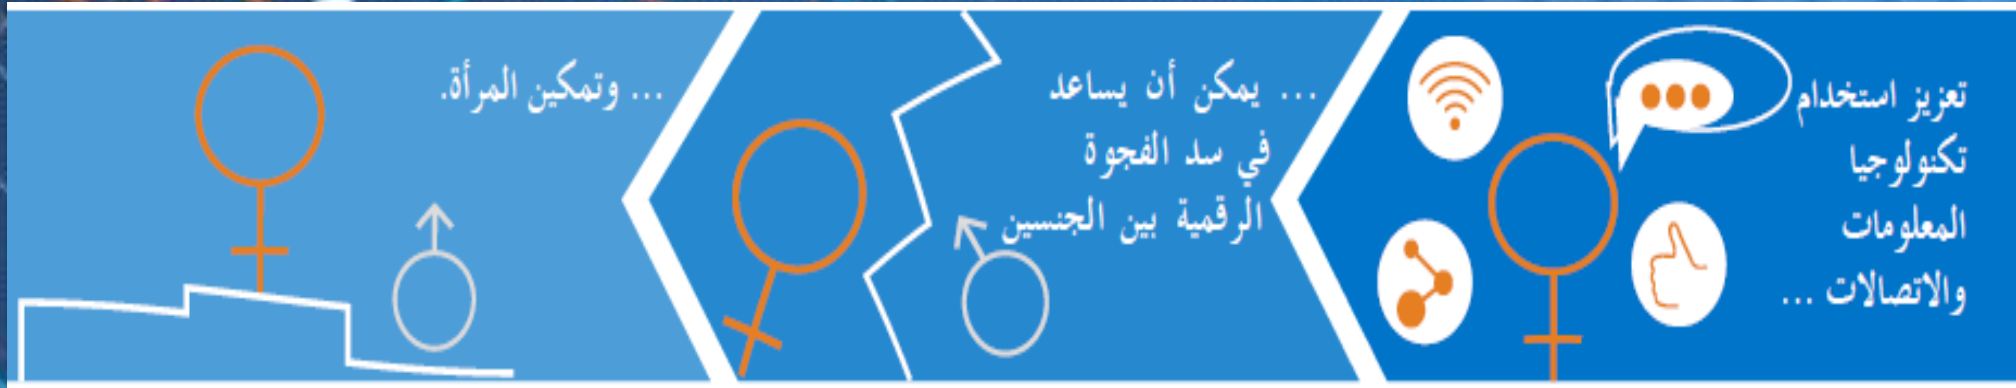 تعزيز استخدام
تكنولوجيا
المعلومات
والاتصالات ...
... يمكن أن يساعد
في سد الفجوة
الرقمية بين الجنسين
... وتمكين المرأة.